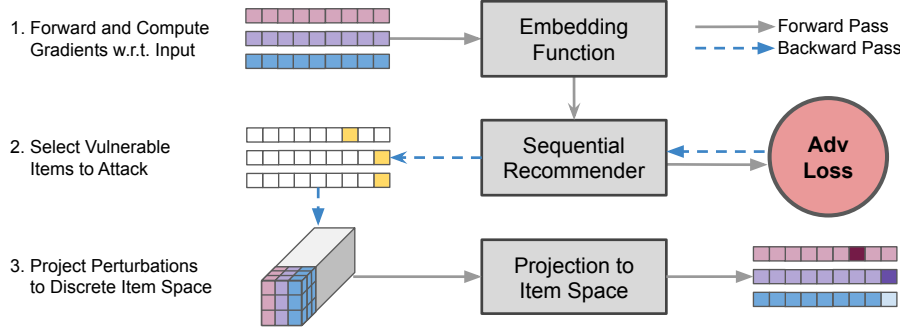 1. Forward and Compute
Gradients w.r.t. Input
Embedding
Function
Forward Pass
Backward Pass
2. Select Vulnerable
Items to Attack
Sequential
Recommender
Adv
Loss
3. Project Perturbations
to Discrete Item Space
Projection to
Item Space